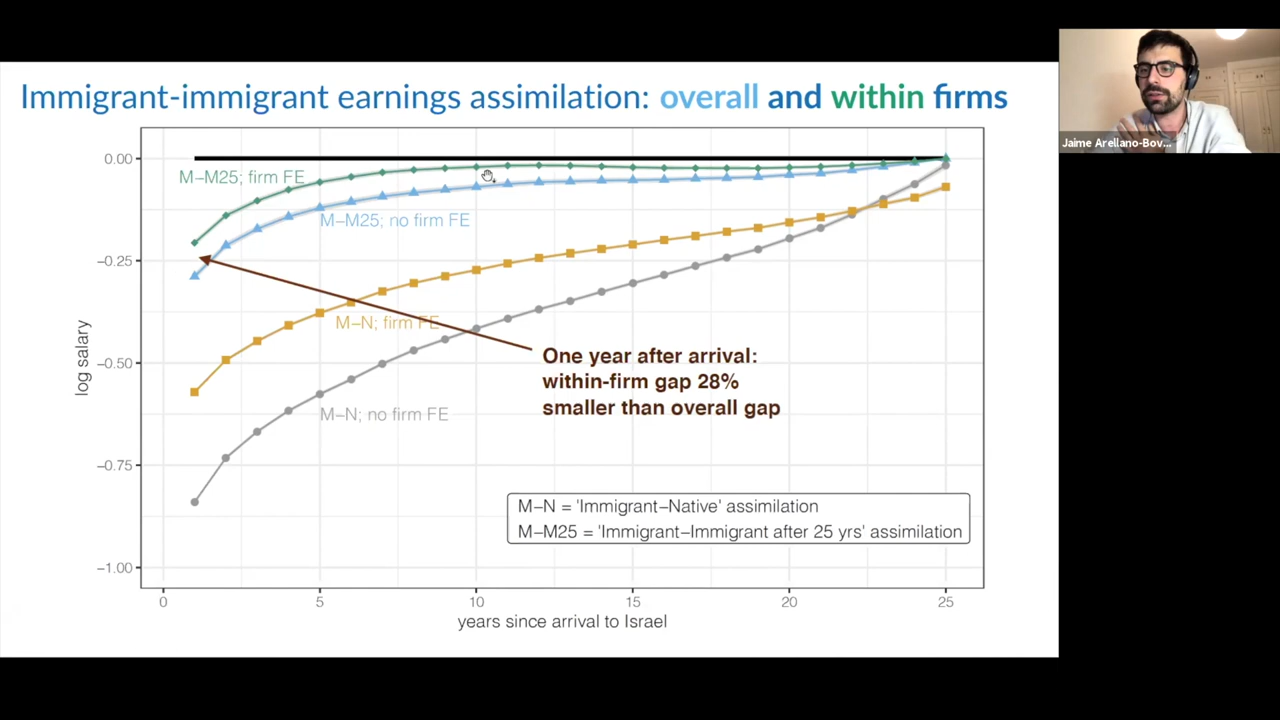 Immigrant-immigrant earnings assimilation: overall and within firms
Jaime Arellano-Bov...
0.00
M−M25; firm FE
M−M25; no firm FE
−0.25
M−N; firm FE
One year after arrival:
within-firm gap 28%
smaller than overall gap
log salary
−0.50
M−N; no firm FE
−0.75
M−N = 'Immigrant−Native' assimilation
M−M25 = 'Immigrant−Immigrant after 25 yrs' assimilation
−1.00
0 5 10 15 20 25
years since arrival to Israel